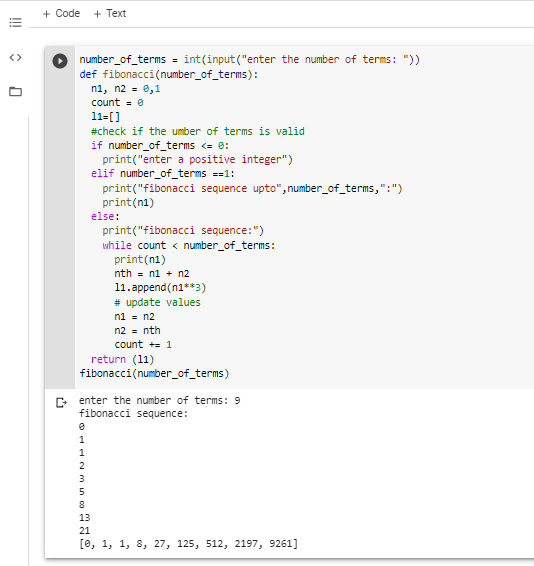 + Code + Text
number_of_terms = int(input("enter the number of terms: "))
def fibonacci(number_of_terms):
  n1, n2 = 0,1
  count = 0
  l1=[]
  #check if the umber of terms is valid
  if number_of_terms <= 0:
    print("enter a positive integer")
  elif number_of_terms ==1:
    print("fibonacci sequence upto",number_of_terms,":")
    print(n1)
  else:
    print("fibonacci sequence:")
    while count < number_of_terms:
      print(n1)
      nth = n1 + n2
      l1.append(n1**3)
      # update values
      n1 = n2
      n2 = nth
      count += 1
  return (l1)
fibonacci(number_of_terms)
enter the number of terms: 9
fibonacci sequence:
0
1
1
2
3
5
8
13
21
[0, 1, 1, 8, 27, 125, 512, 2197, 9261]